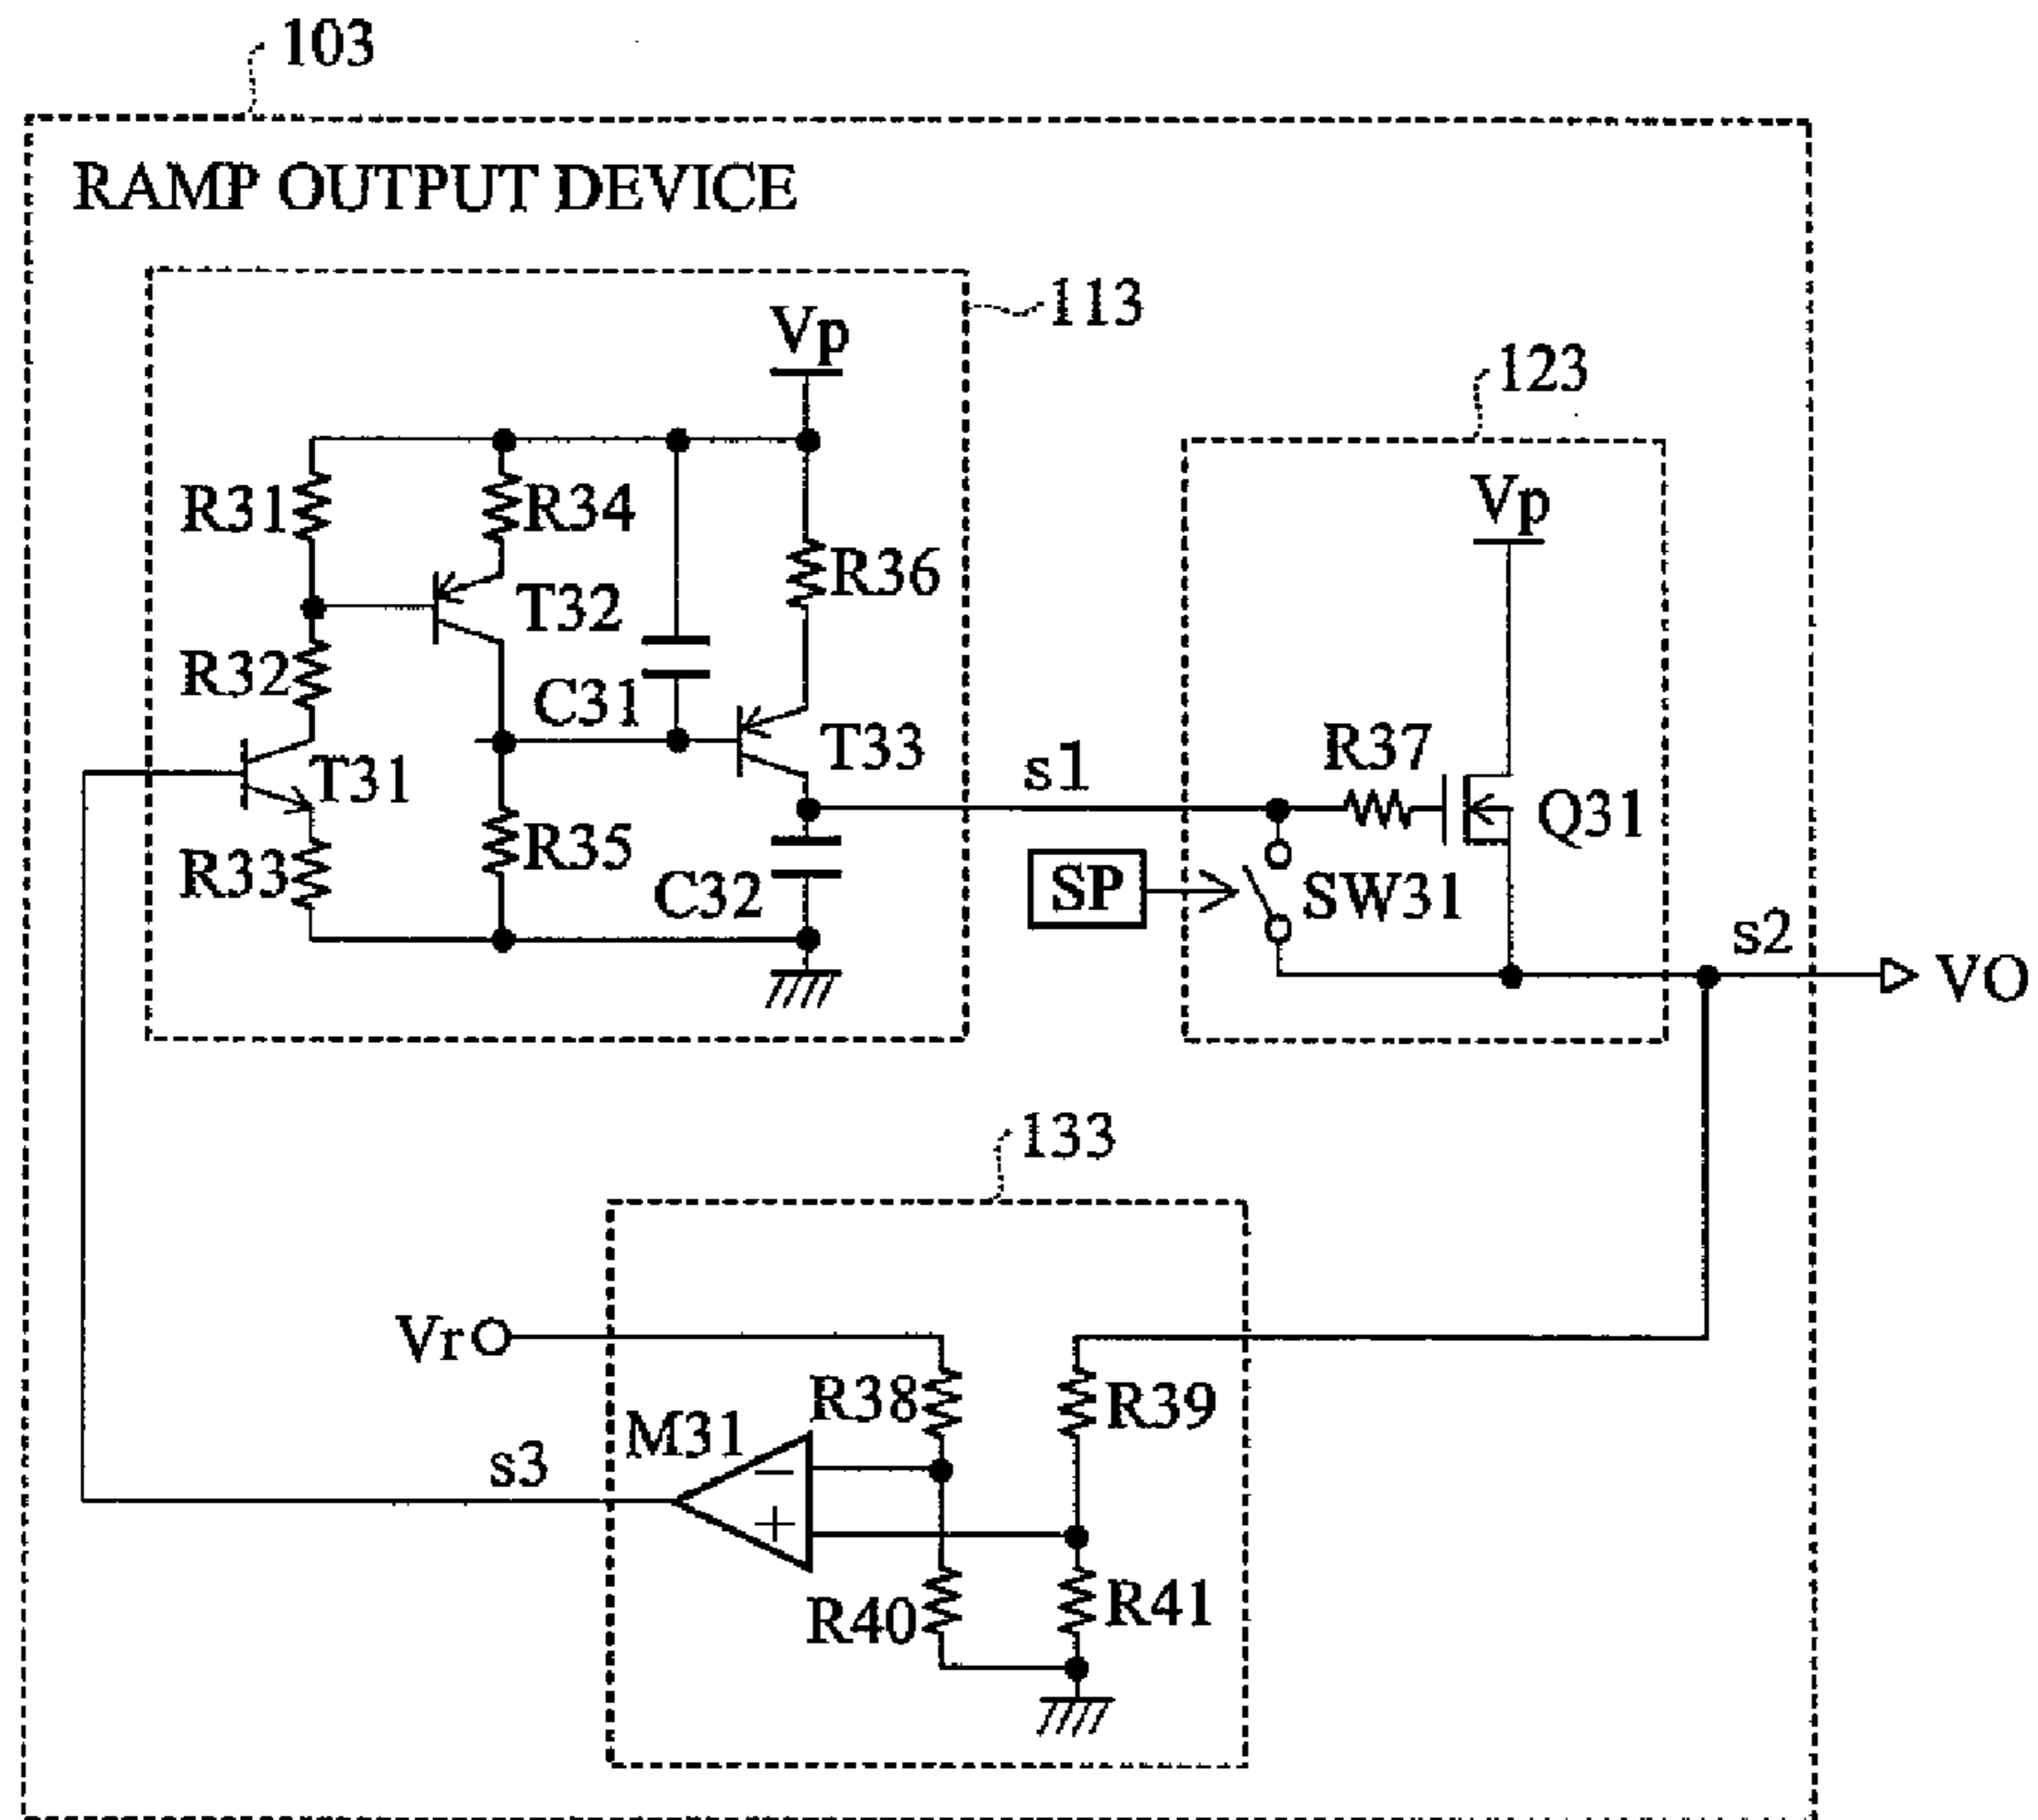 103
RAMP OUTPUT DEVICE
113
Vp
123
R31
R34
Vp
R36
T32
R32
C31
T33
R37
s1
T31
Q31
R35
R33
C32
SP
SW31
s2
VO
133
Vr
R38
R39
M31
s3
−
+
R40
R41